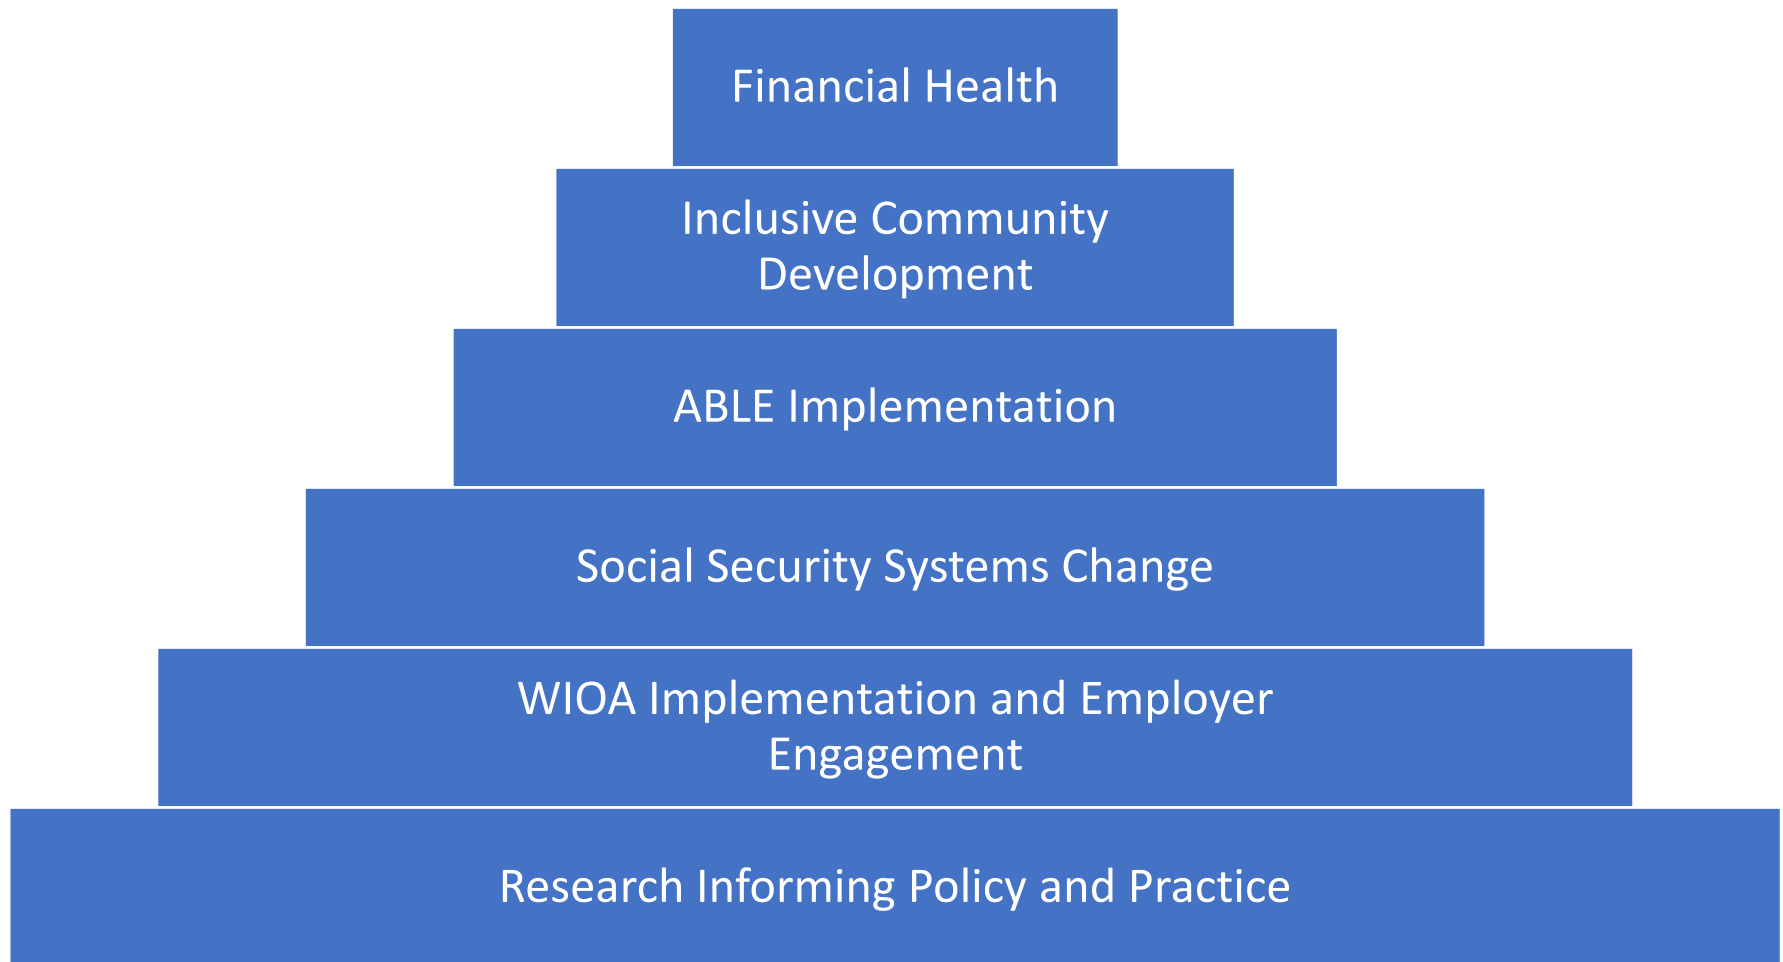 Financial Health
Inclusive Community
Development
ABLE Implementation
Social Security Systems Change
WIOA Implementation and Employer
Engagement
Research Informing Policy and Practice